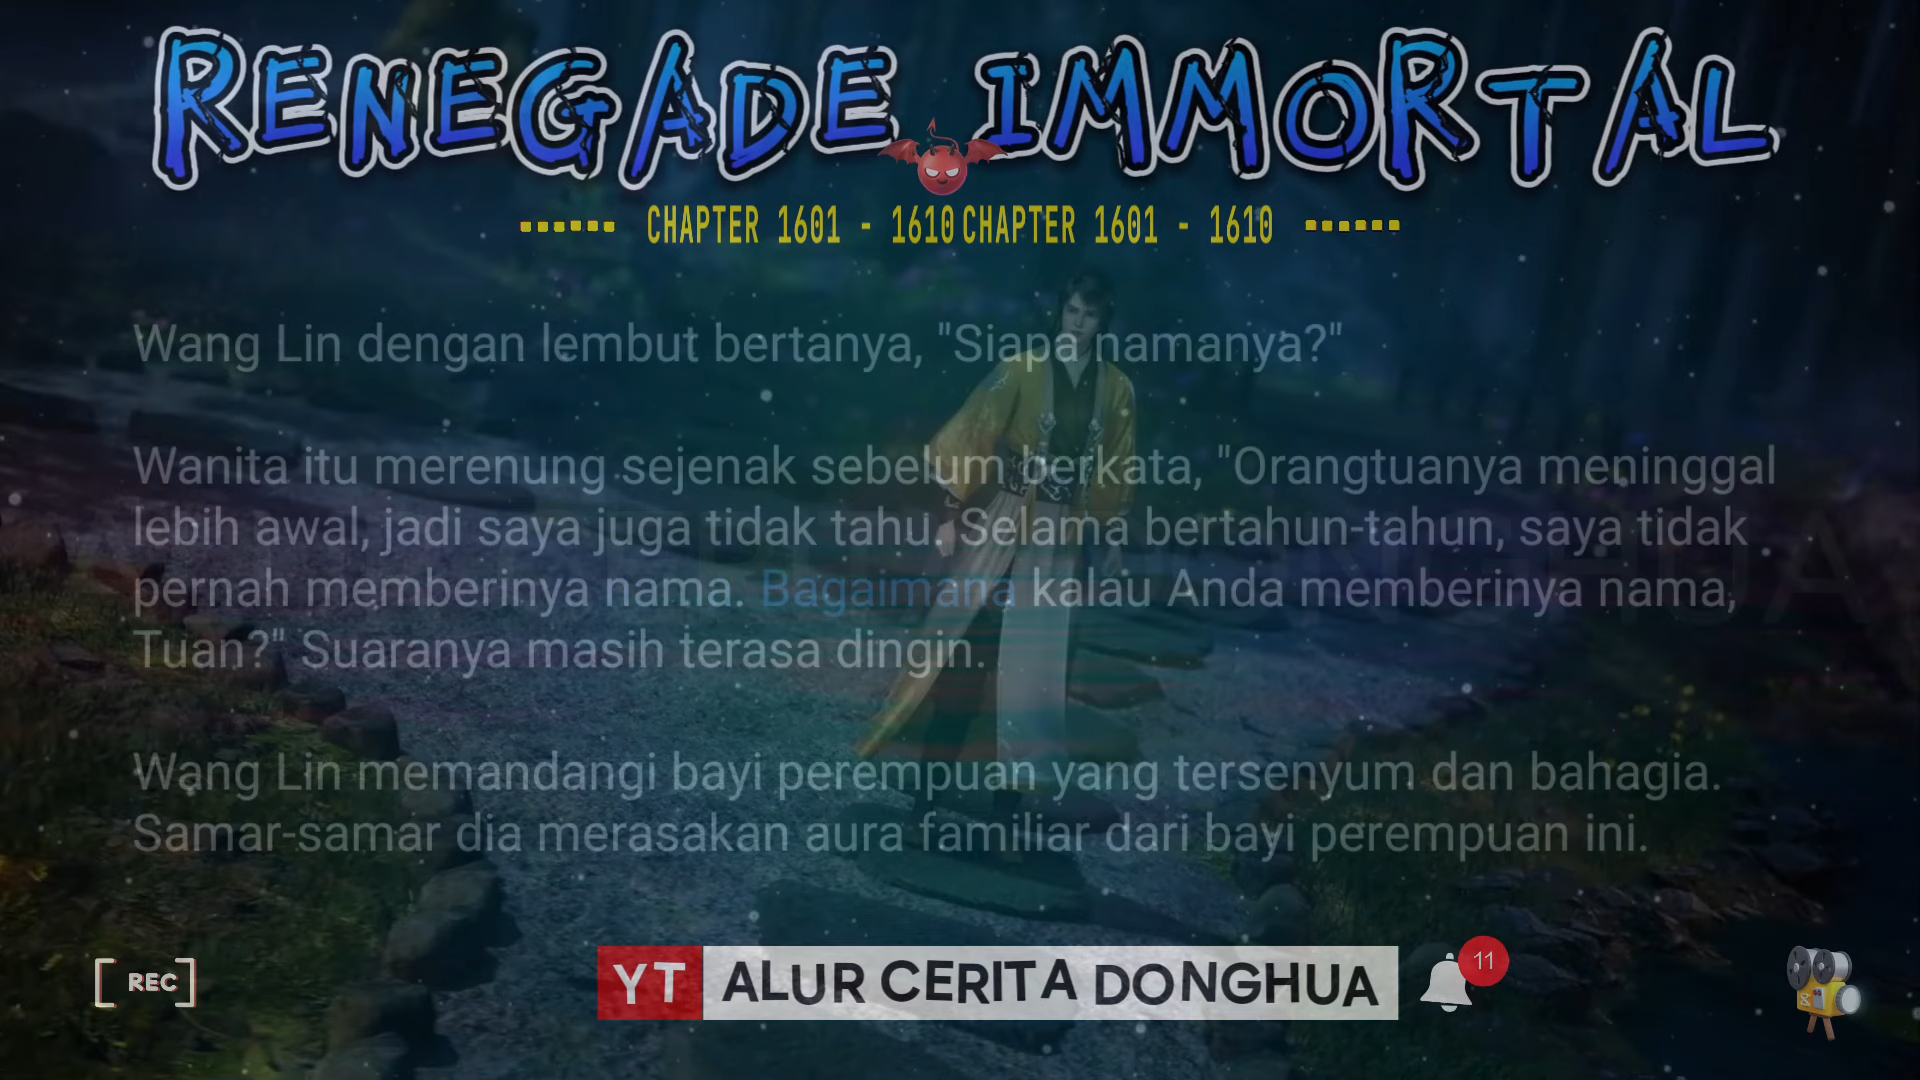 RENEGADE IMMORTAL
CHAPTER 1601 - 1610 CHAPTER 1601 - 1610
Wang Lin dengan lembut bertanya, "Siapa namanya?"
Wanita itu merenung sejenak sebelum berkata, "Orangtuanya meninggal
lebih awal, jadi saya juga tidak tahu. Selama bertahun-tahun, saya tidak
pernah memberinya nama. Bagaimana kalau Anda memberinya nama,
Tuan?" Suaranya masih terasa dingin.
Wang Lin memandangi bayi perempuan yang tersenyum dan bahagia.
Samar-samar dia merasakan aura familiar dari bayi perempuan ini.
[ REC ]
YT ALUR CERITA DONGHUA
11